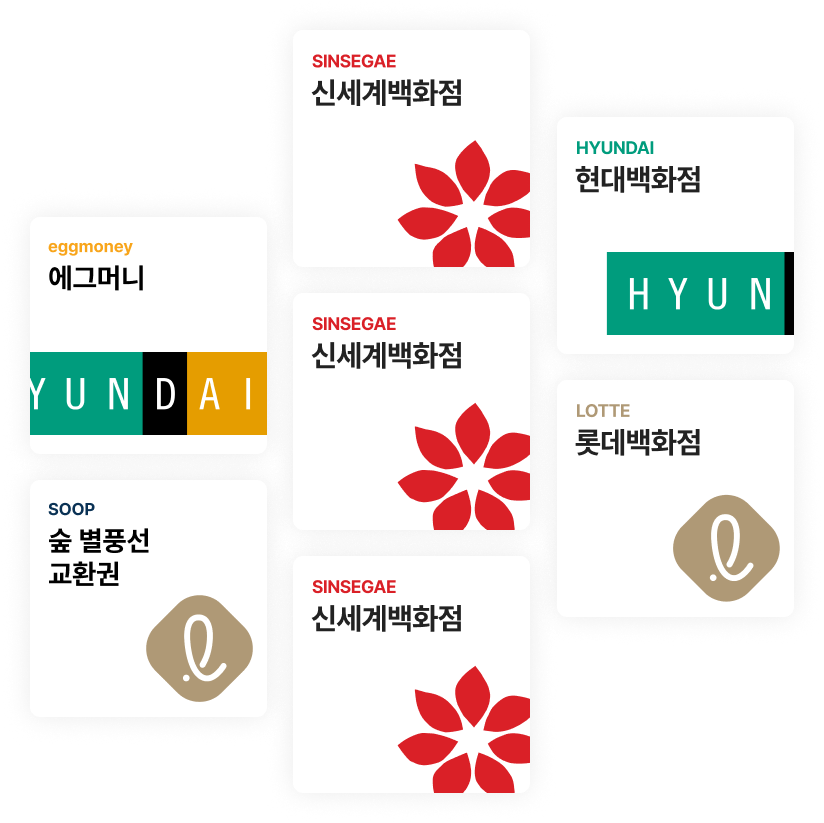 eggmoney
에그머니
YUNDAI
SOOP
숲 별풍선
교환권
SINSEGAE
신세계백화점
SINSEGAE
신세계백화점
SINSEGAE
신세계백화점
HYUNDAI
현대백화점
HYUN
LOTTE
롯데백화점